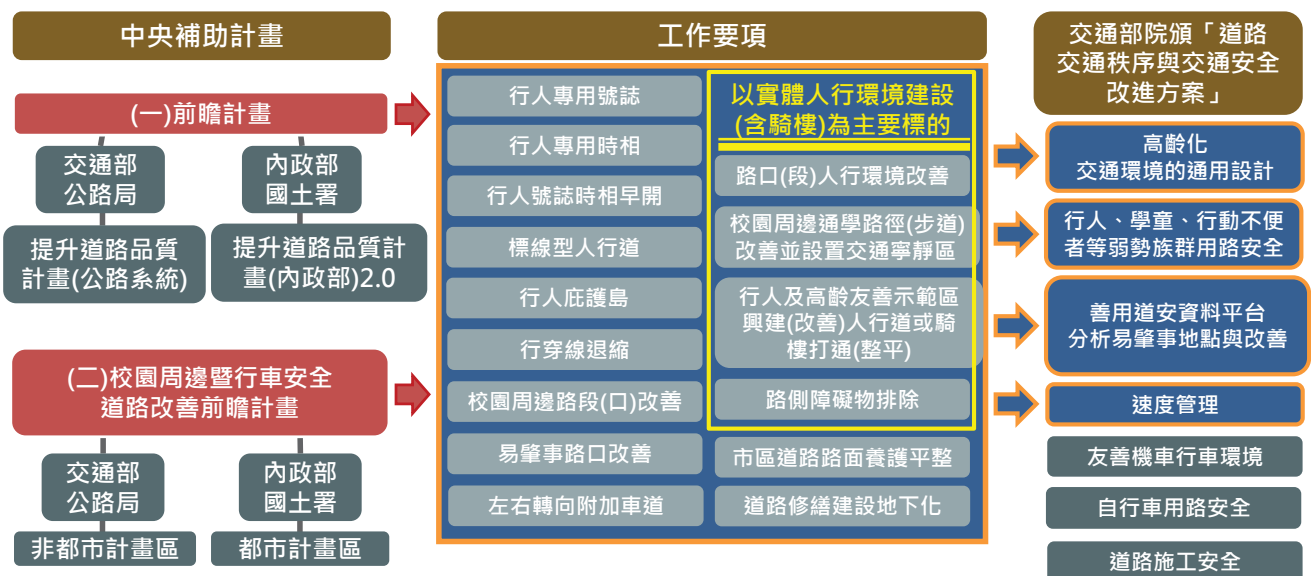 中央補助計畫
(一)前瞻計畫
交通部
公路局
內政部
國土署
提升道路品質
計畫(公路系統)
提升道路品質計
畫(內政部)2.0
(二)校園周邊暨行車安全
道路改善前瞻計畫
交通部
公路局
內政部
國土署
非都市計畫區
都市計畫區
工作要項
行人專用號誌
行人專用時相
行人號誌時相早開
標線型人行道
行人庇護島
行穿線退縮
校園周邊路段(口)改善
易肇事路口改善
左右轉向附加車道
以實體人行環境建設
(含騎樓)為主要標的
路口(段)人行環境改善
校園周邊通學路徑(步道)
改善並設置交通寧靜區
行人及高齡友善示範區
興建(改善)人行道或騎
樓打通(整平)
路側障礙物排除
市區道路路面養護平整
道路修繕建設地下化
交通部院頒「道路
交通秩序與交通安全
改進方案」
高齡化
交通環境的通用設計
行人、學童、行動不便
者等弱勢族群用路安全
善用道安資料平台
分析易肇事地點與改善
速度管理
友善機車行車環境
自行車用路安全
道路施工安全